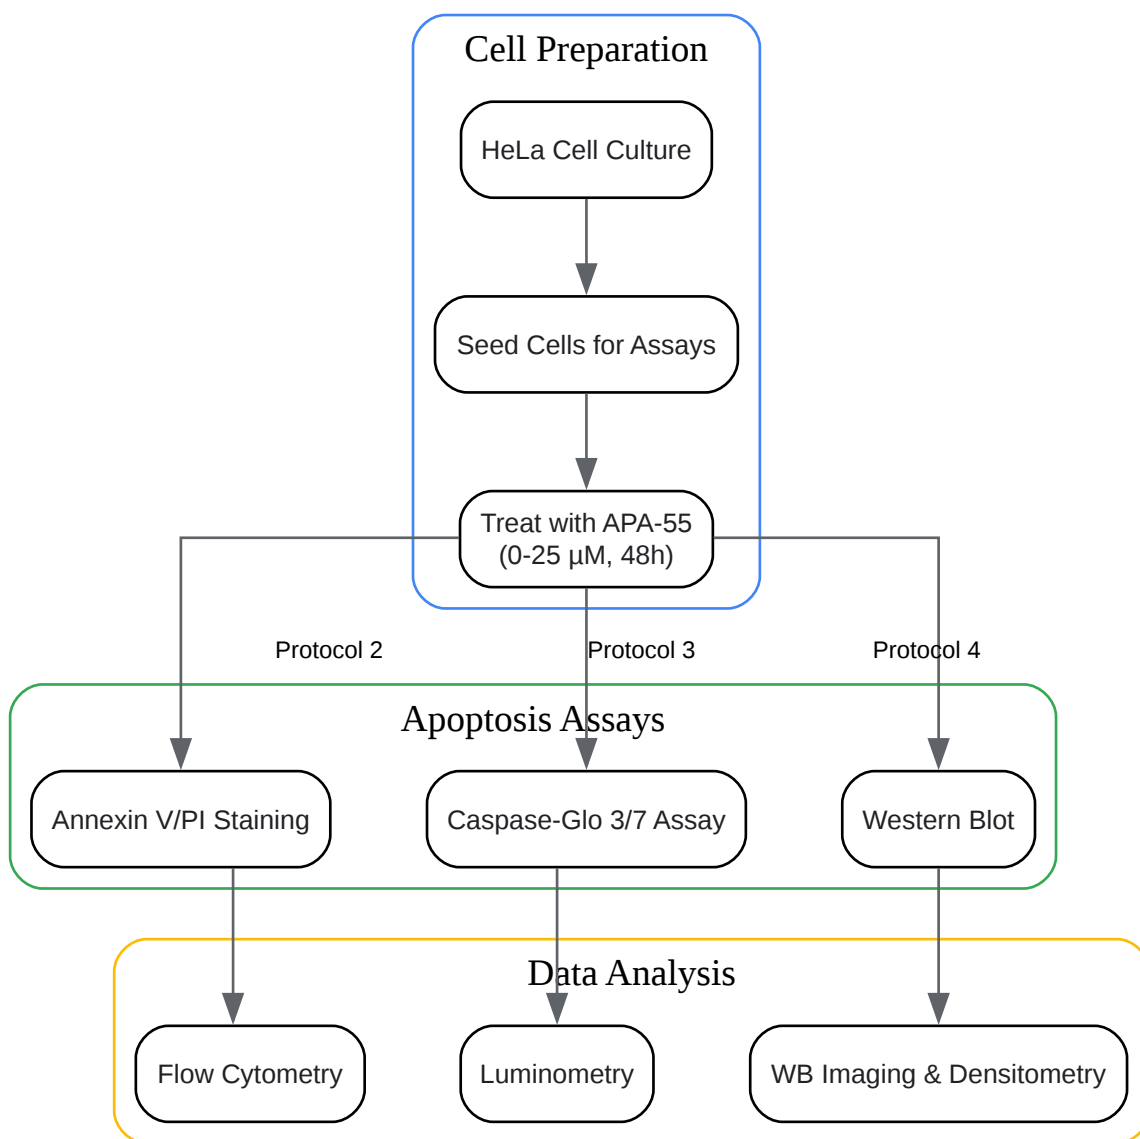 Cell Preparation
HeLa Cell Culture
Seed Cells for Assays
Treat with APA-55
(0-25 µM, 48h)
Protocol 2
Protocol 3
Protocol 4
Apoptosis Assays
Annexin V/PI Staining
Caspase-Glo 3/7 Assay
Western Blot
Data Analysis
Flow Cytometry
Luminometry
WB Imaging & Densitometry